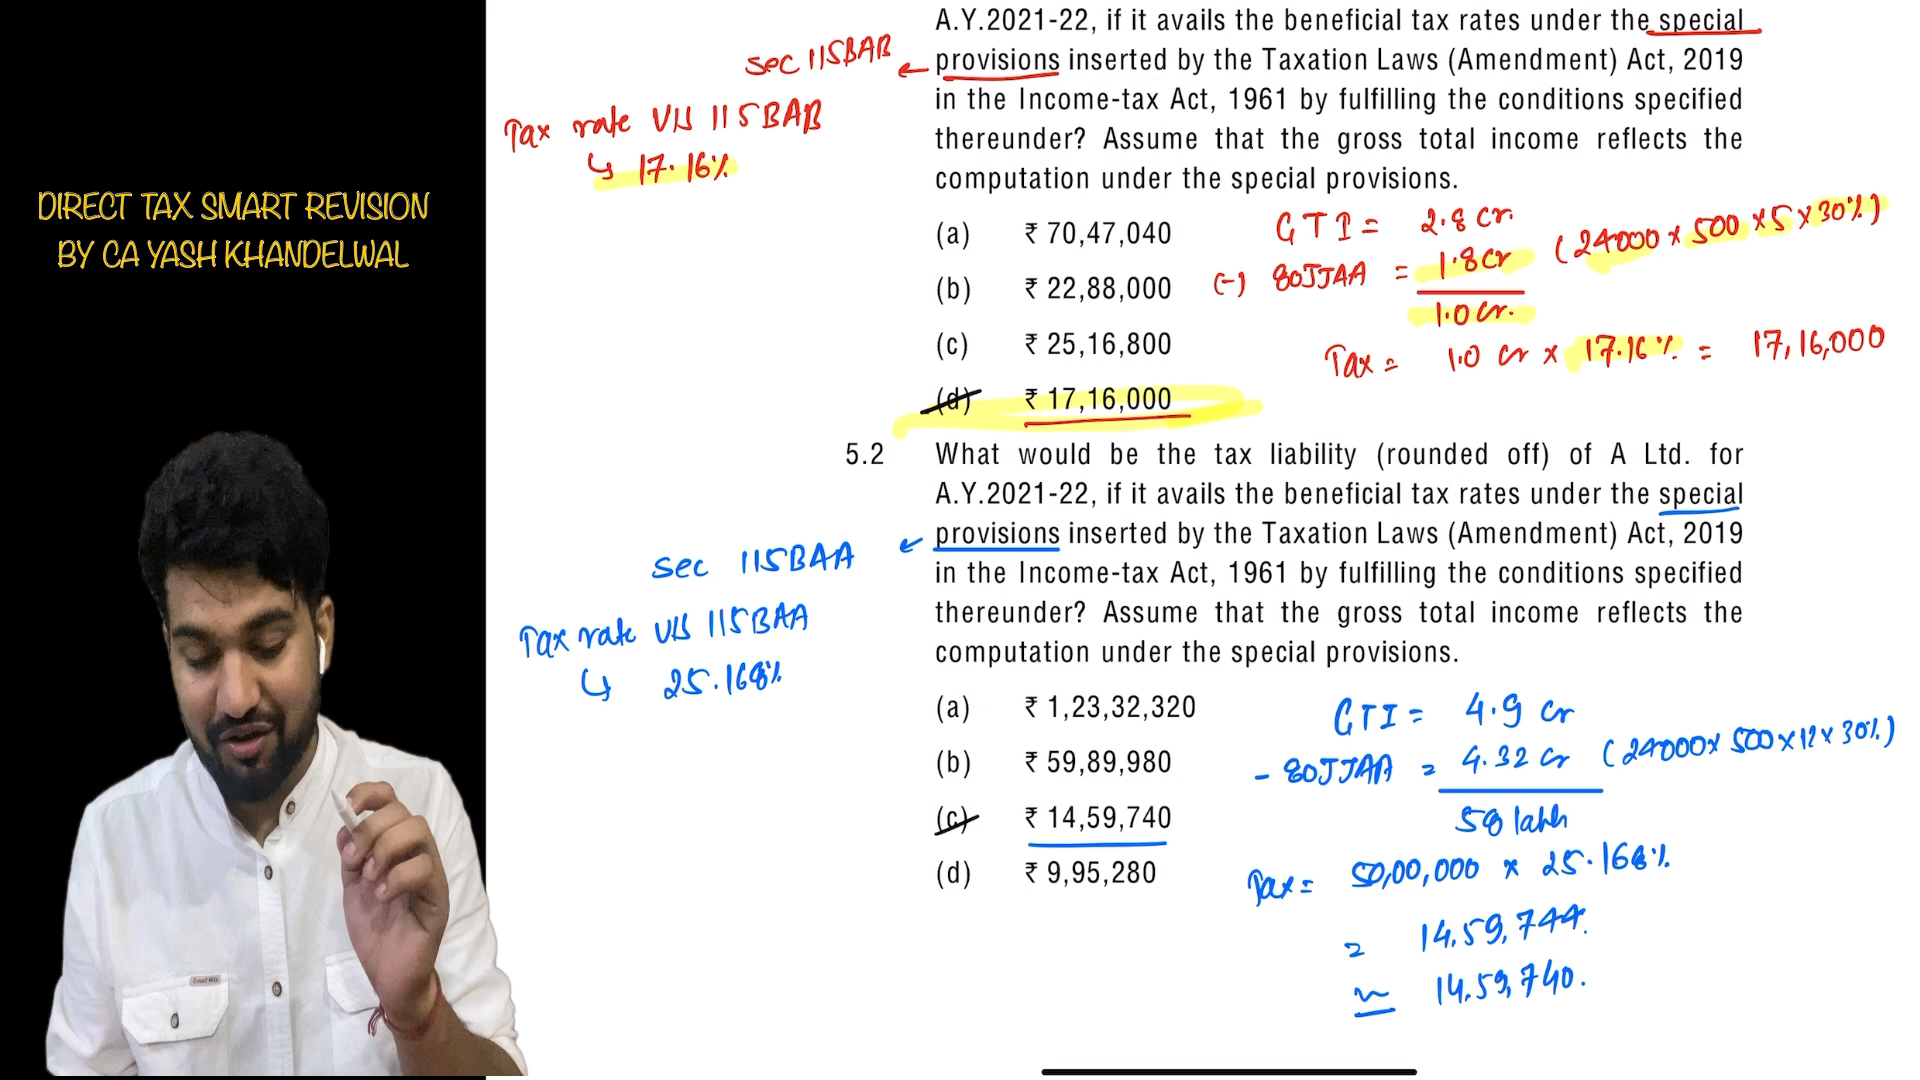 A.Y.2021-22, if it avails the beneficial tax rates under the special
provisions inserted by the Taxation Laws (Amendment) Act, 2019
in the Income-tax Act, 1961 by fulfilling the conditions specified
thereunder? Assume that the gross total income reflects the
computation under the special provisions.
sec 115BAB
Tax rate U/s 115BAB
↳ 17.16%
DIRECT TAX SMART REVISION
BY CA YASH KHANDELWAL
(a) ₹ 70,47,040
(b) ₹ 22,88,000
(c) ₹ 25,16,800
(d) ₹ 17,16,000
GTI = 2.8 Cr.
(-) 80JJAA = 1.8Cr (24000 x 500 x 5 x 30%)
1.0 Cr.
Tax = 1.0 Cr x 17.16% = 17,16,000
5.2 What would be the tax liability (rounded off) of A Ltd. for
A.Y.2021-22, if it avails the beneficial tax rates under the special
provisions inserted by the Taxation Laws (Amendment) Act, 2019
in the Income-tax Act, 1961 by fulfilling the conditions specified
thereunder? Assume that the gross total income reflects the
computation under the special provisions.
sec 115BAA
Tax rate U/s 115BAA
↳ 25.168%
(a) ₹ 1,23,32,320
(b) ₹ 59,89,980
(c) ₹ 14,59,740
(d) ₹ 9,95,280
GTI = 4.9 Cr
- 80JJAA = 4.32 Cr (24000 x 500 x 12 x 30%)
58 lakh
Tax = 58,00,000 x 25.168%
= 14,59,744.
≈ 14,59,740.